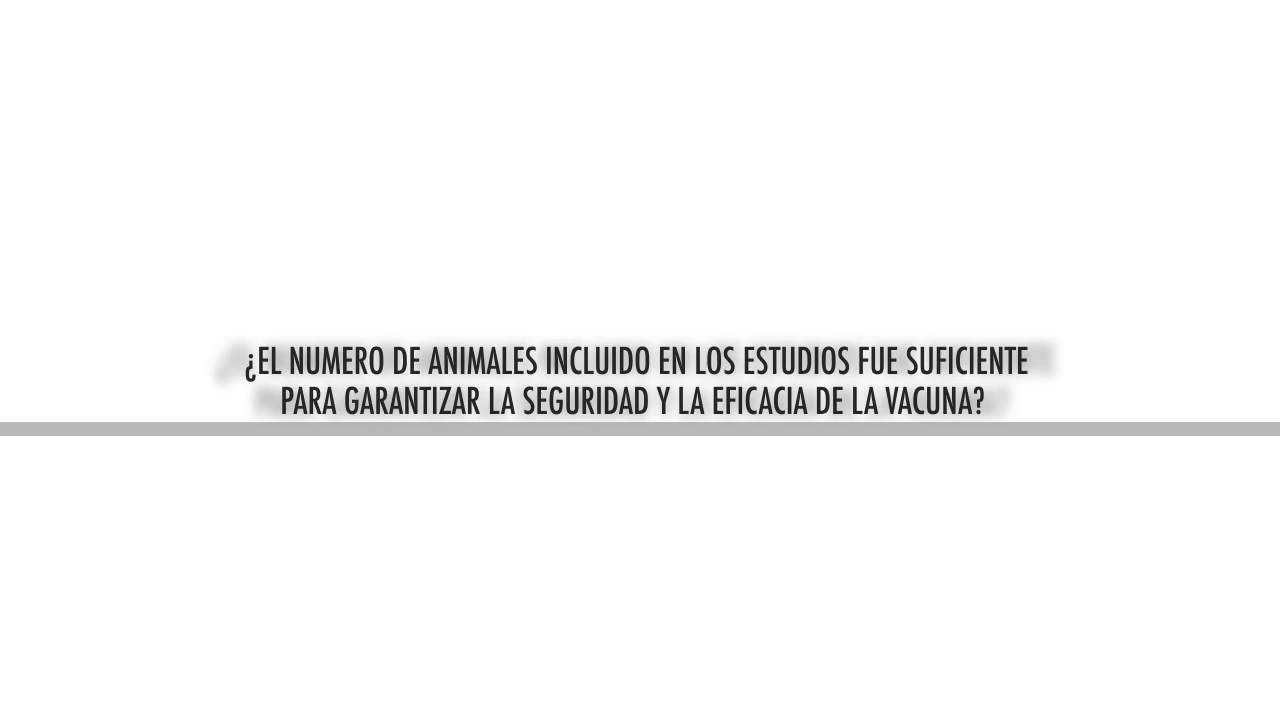 ¿EL NUMERO DE ANIMALES INCLUIDO EN LOS ESTUDIOS FUE SUFICIENTE
PARA GARANTIZAR LA SEGURIDAD Y LA EFICACIA DE LA VACUNA?